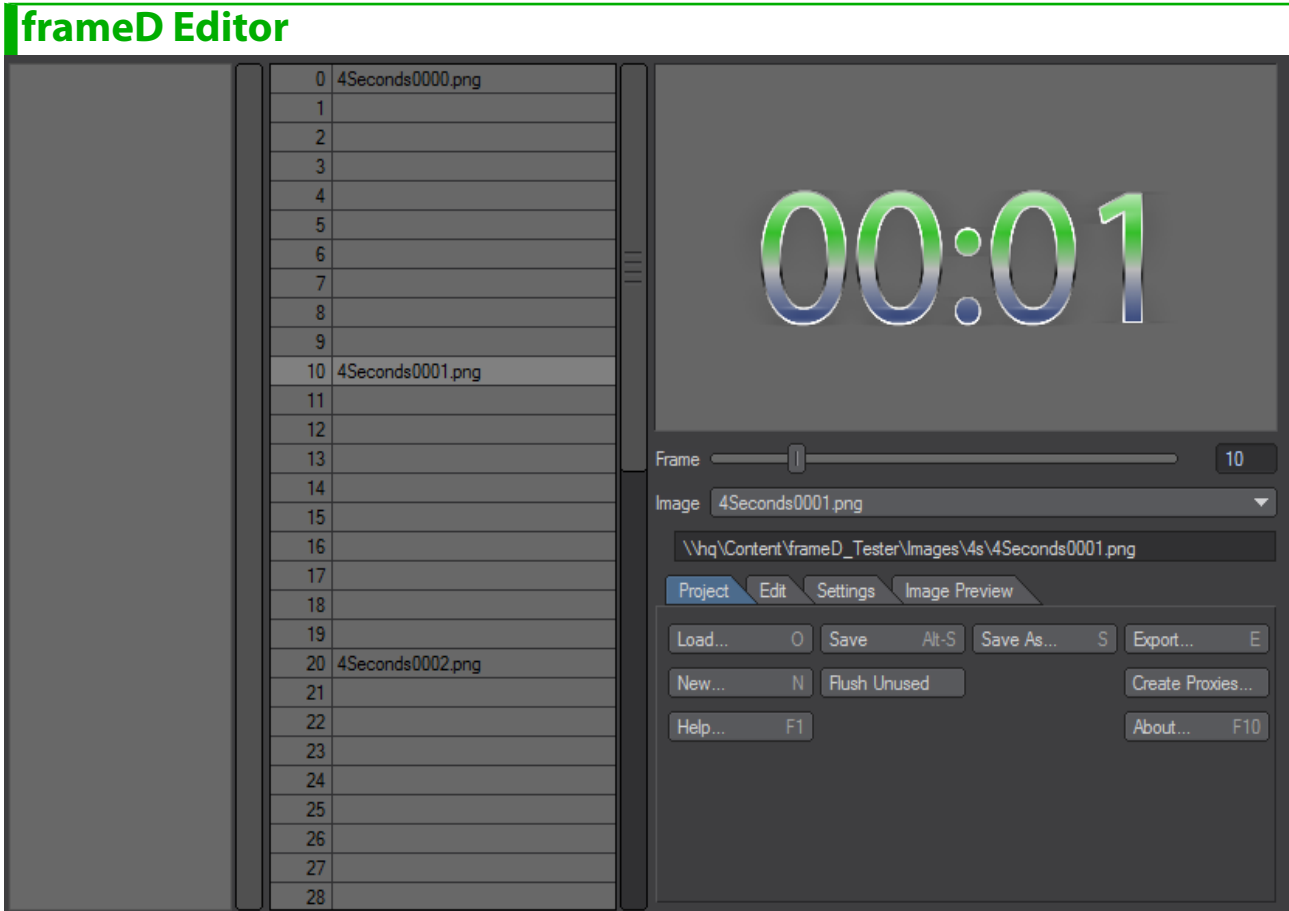 frameD Editor
0 4Seconds0000.png
1
2
3
4
5
6
7
8
9
10 4Seconds0001.png
11
12
13
14
15
16
17
18
19
20 4Seconds0002.png
21
22
23
24
25
26
27
28
00:01
Frame 10
Image 4Seconds0001.png
\\hq\Content\frameD_Tester\Images\4s\4Seconds0001.png
Project Edit Settings Image Preview
Load... O Save Alt-S Save As... S Export... E
New... N Flush Unused Create Proxies...
Help... F1 About... F10